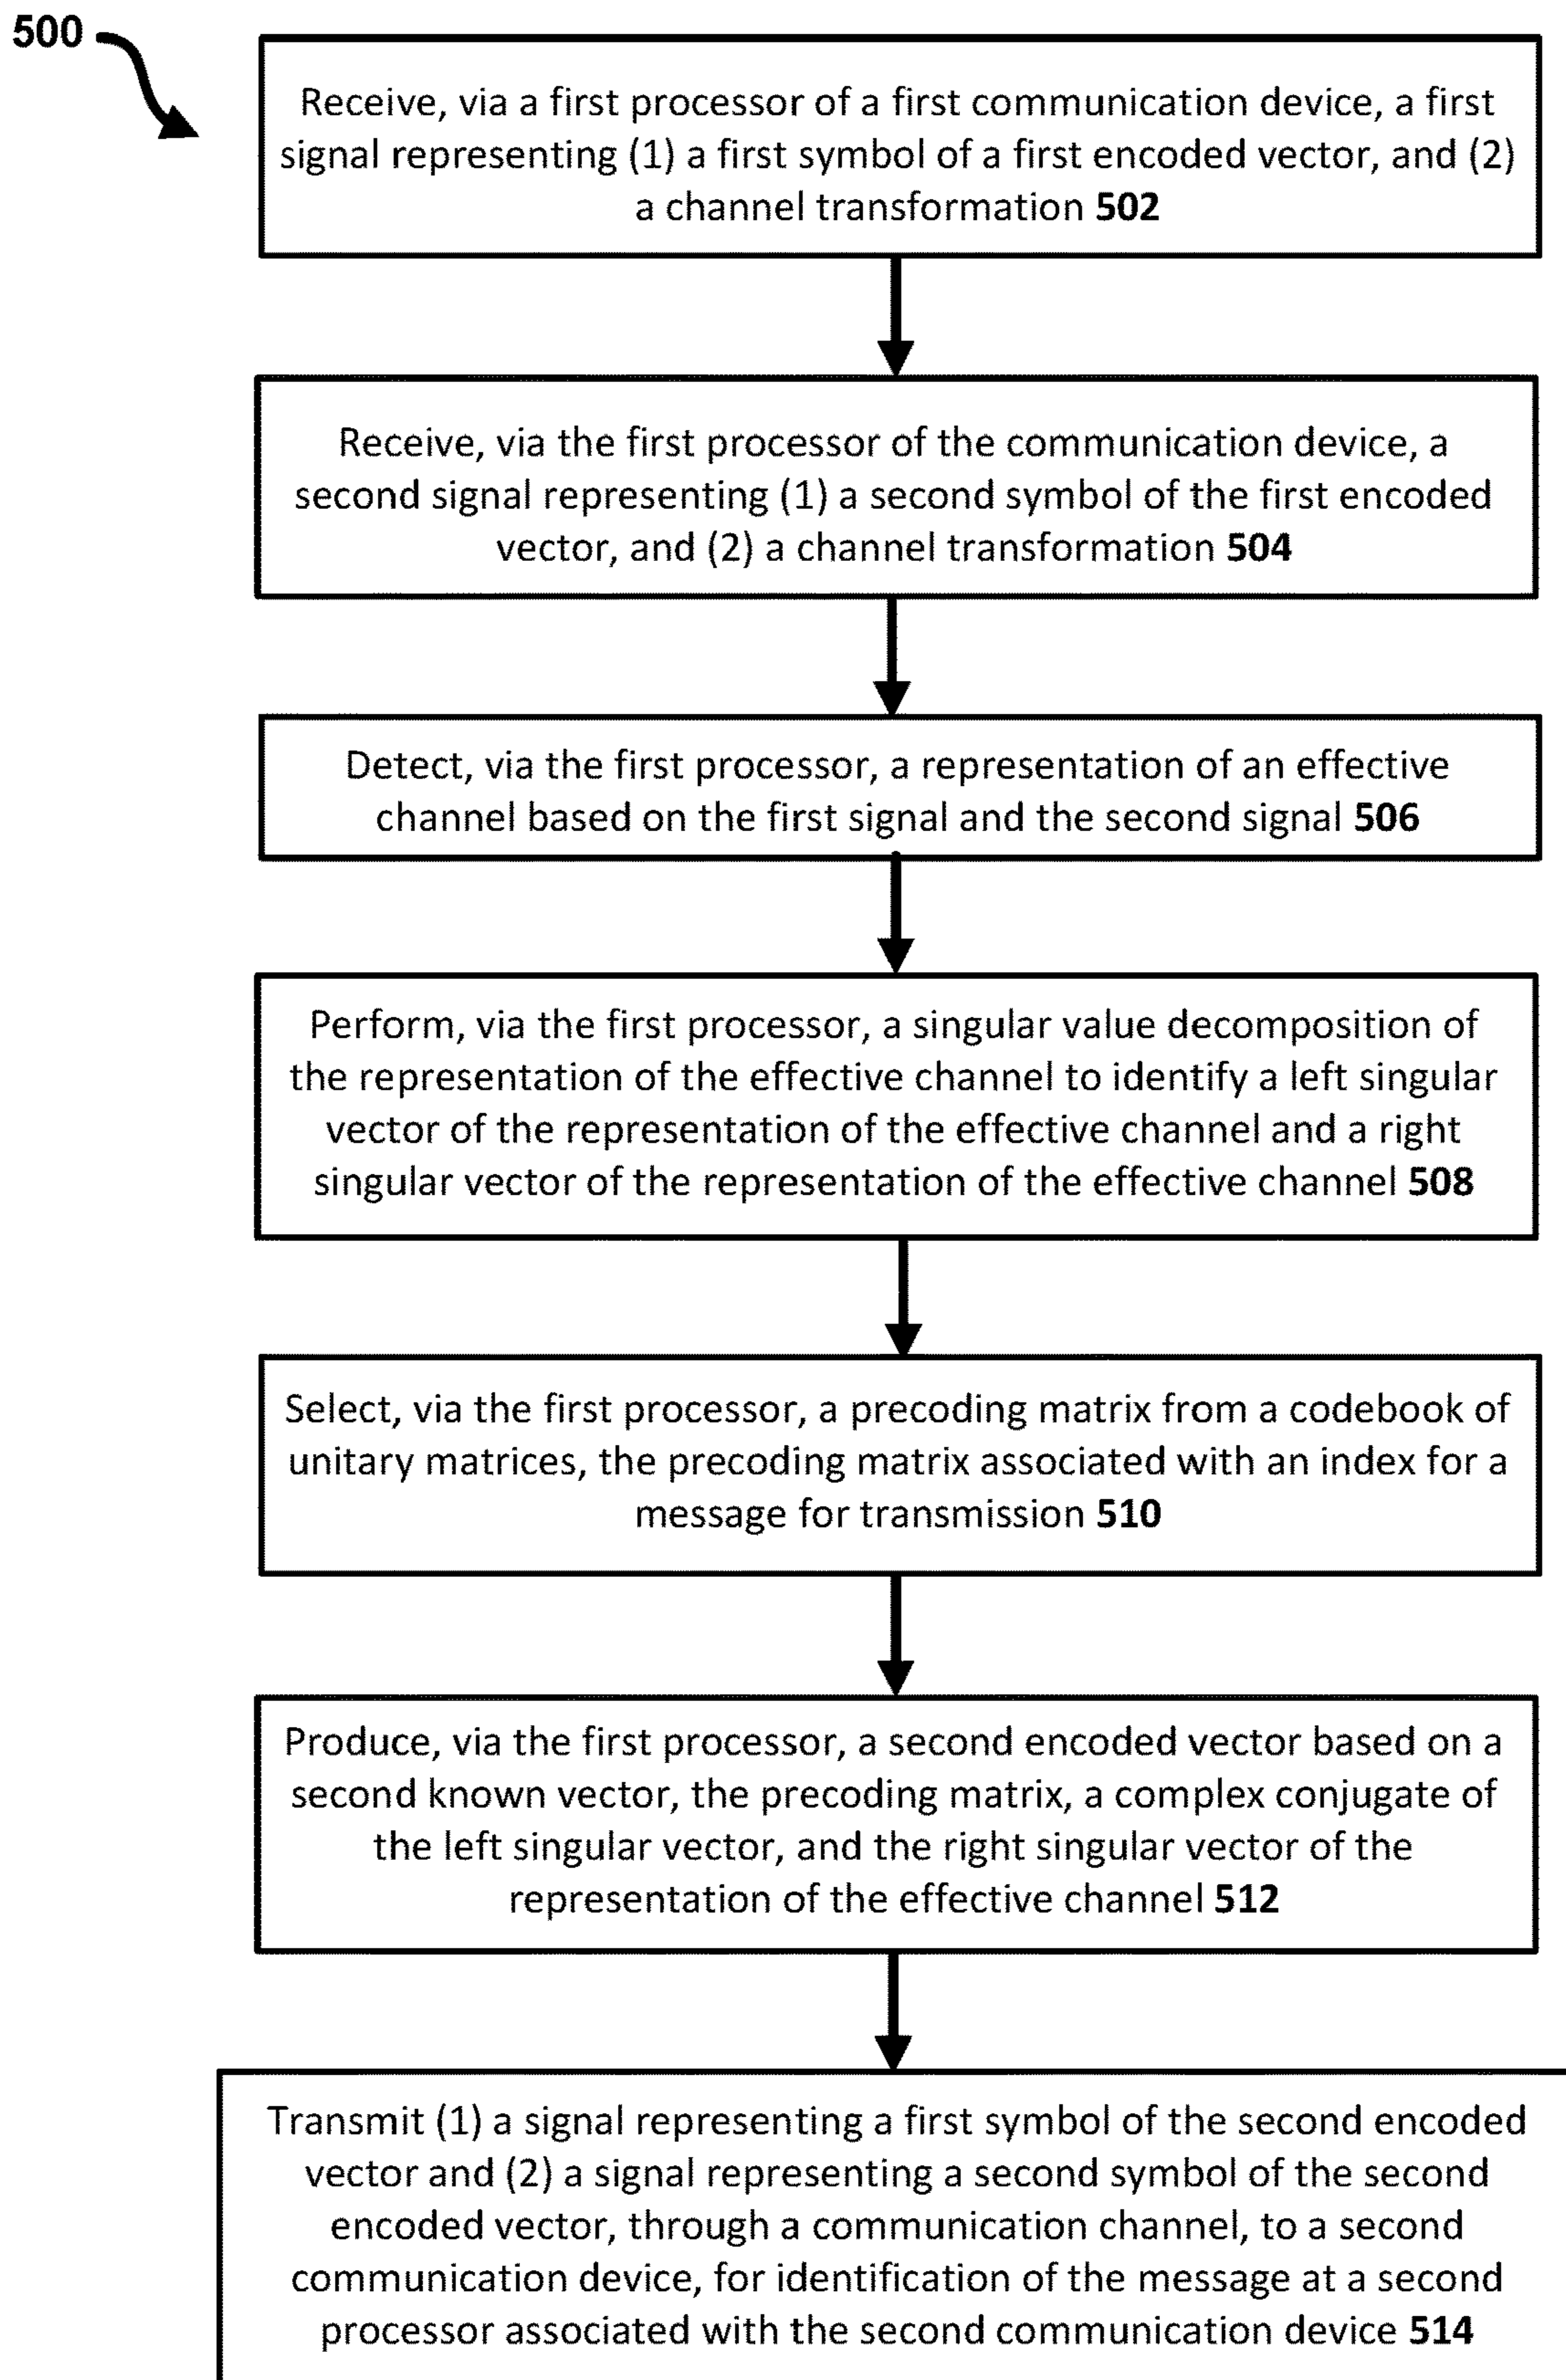 500
Receive, via a first processor of a first communication device, a first
signal representing (1) a first symbol of a first encoded vector, and (2)
a channel transformation 502
Receive, via the first processor of the communication device, a
second signal representing (1) a second symbol of the first encoded
vector, and (2) a channel transformation 504
Detect, via the first processor, a representation of an effective
channel based on the first signal and the second signal 506
Perform, via the first processor, a singular value decomposition of
the representation of the effective channel to identify a left singular
vector of the representation of the effective channel and a right
singular vector of the representation of the effective channel 508
Select, via the first processor, a precoding matrix from a codebook of
unitary matrices, the precoding matrix associated with an index for a
message for transmission 510
Produce, via the first processor, a second encoded vector based on a
second known vector, the precoding matrix, a complex conjugate of
the left singular vector, and the right singular vector of the
representation of the effective channel 512
Transmit (1) a signal representing a first symbol of the second encoded
vector and (2) a signal representing a second symbol of the second
encoded vector, through a communication channel, to a second
communication device, for identification of the message at a second
processor associated with the second communication device 514